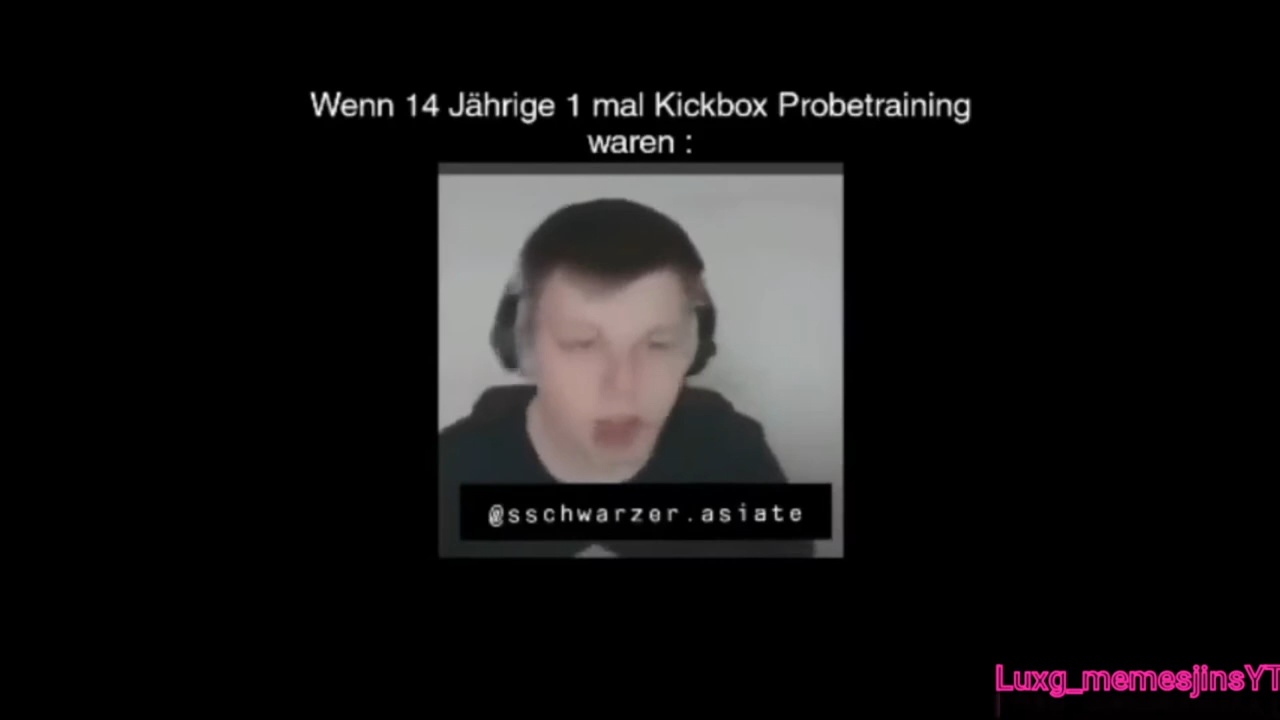 Wenn 14 Jährige 1 mal Kickbox Probetraining
waren :
@sschwarzer.asiate
Luxg_memesjinsYT